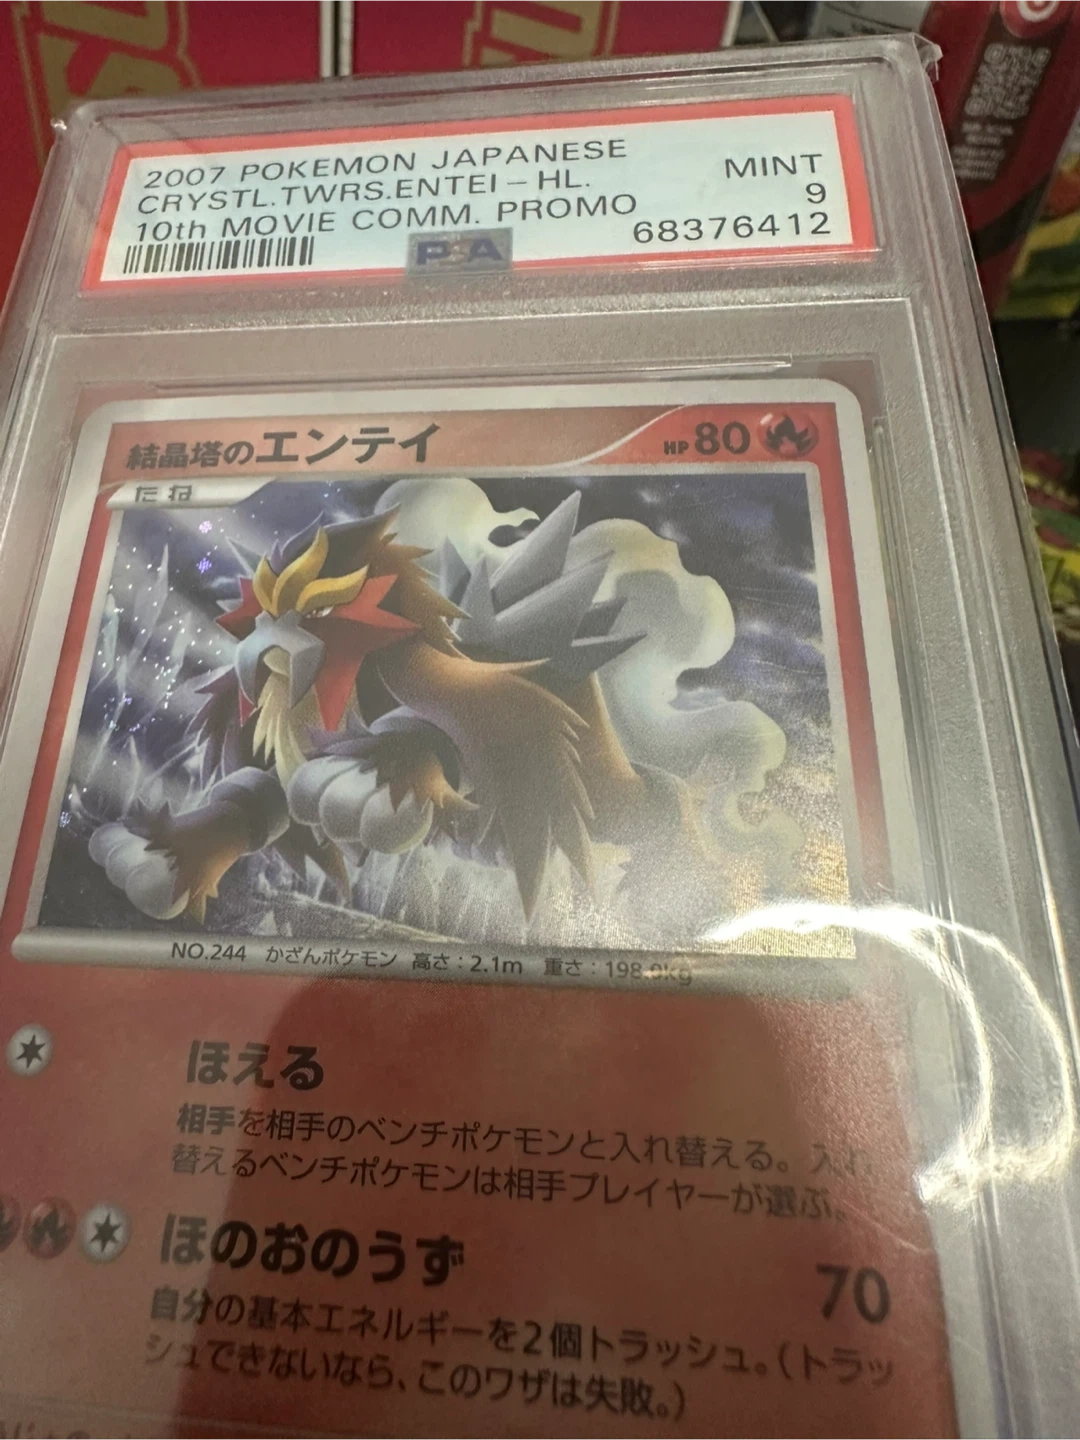 2007 POKEMON JAPANESE
CRYSTL.TWRS.ENTEI – HL.
10th MOVIE COMM. PROMO
MINT
9
68376412
PSA
結晶塔のエンテイ
HP 80
たね
NO.244 かざんポケモン 高さ：2.1m 重さ：198.0kg
ほえる
相手を相手のベンチポケモンと入れ替える。入れ
替えるベンチポケモンは相手プレイヤーが選ぶ。
ほのおのうず
70
自分の基本エネルギーを2個トラッシュ。（トラッ
シュできないなら、このワザは失敗。）